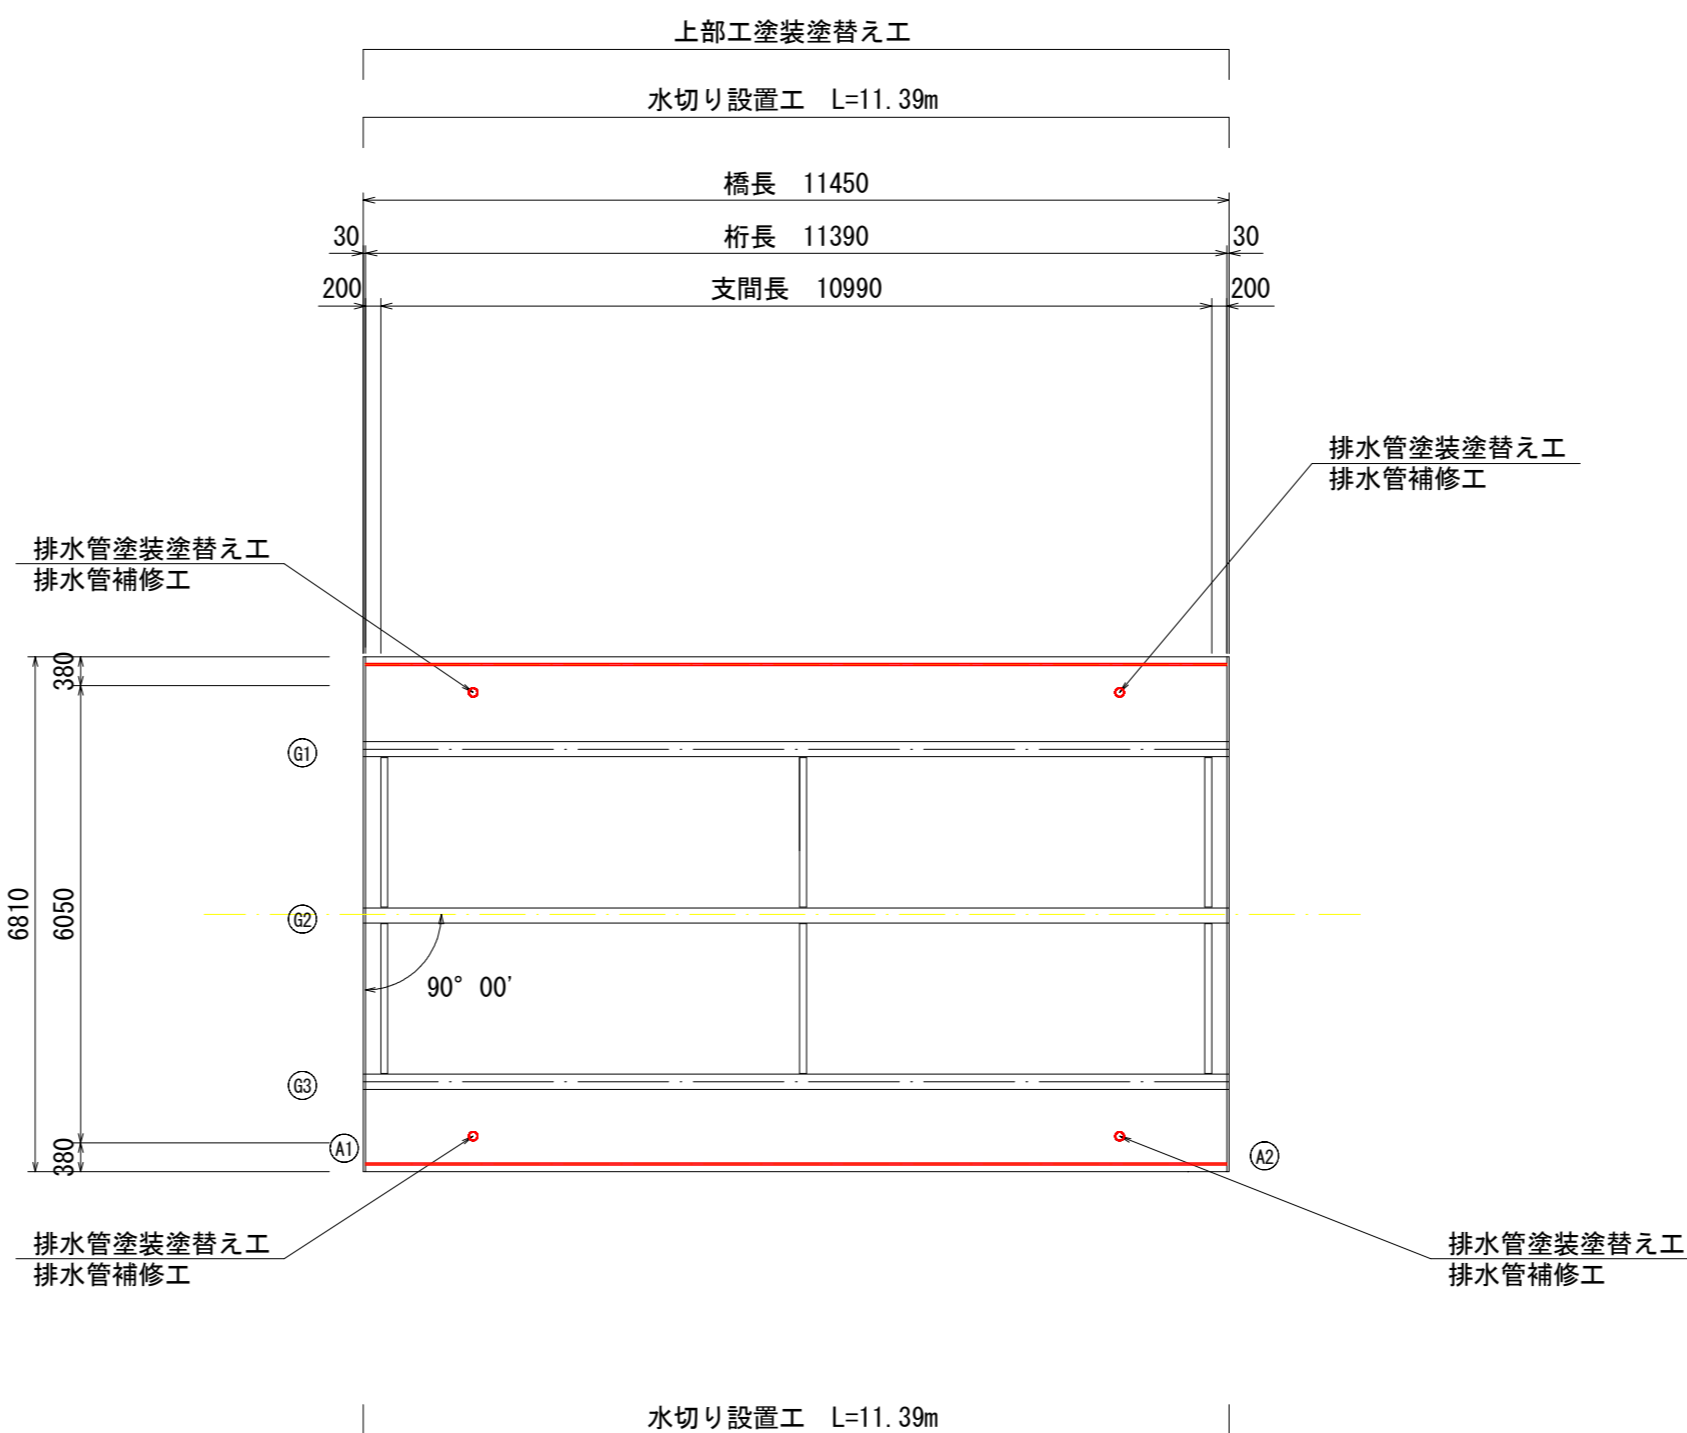 上部工塗装塗替え工
水切り設置工　L=11.39m
橋長　11450
30
桁長　11390
30
200
支間長　10990
200
排水管塗装塗替え工
排水管補修工
排水管塗装塗替え工
排水管補修工
380
6050
6810
380
G1
G2
90° 00'
G3
A1
A2
排水管塗装塗替え工
排水管補修工
排水管塗装塗替え工
排水管補修工
水切り設置工　L=11.39m